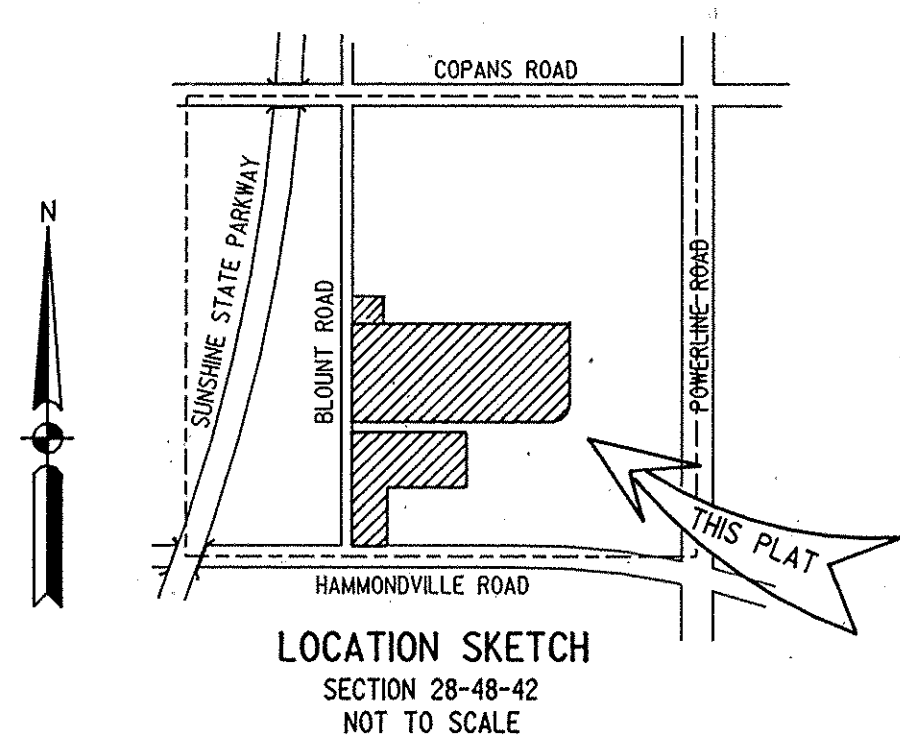 COPANS ROAD
N
SUNSHINE STATE PARKWAY
BLOUNT ROAD
POWERLINE ROAD
THIS PLAT
HAMMONDVILLE ROAD
LOCATION SKETCH
SECTION 28-48-42
NOT TO SCALE